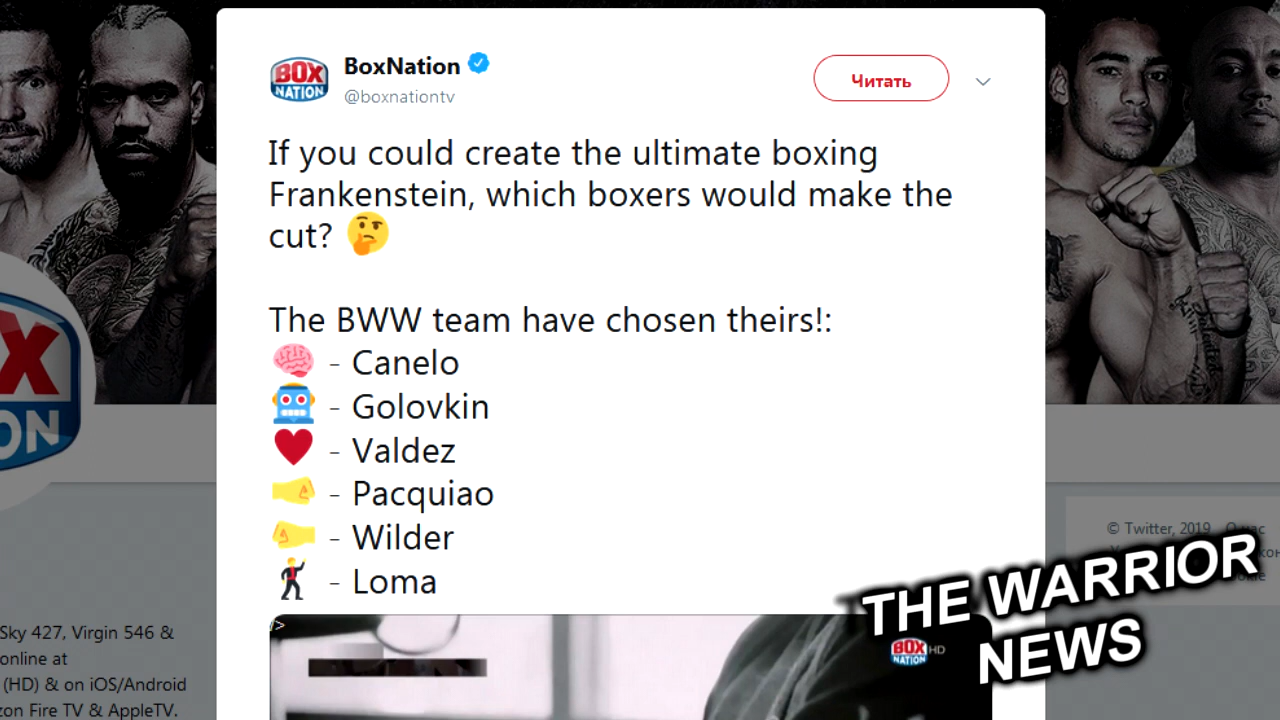 BOX
NATION
BoxNation
@boxnationtv
Читать
If you could create the ultimate boxing
Frankenstein, which boxers would make the
cut? 🤔
The BWW team have chosen theirs!:
🧠 - Canelo
🤖 - Golovkin
❤️ - Valdez
🤜 - Pacquiao
🤛 - Wilder
🕺 - Loma
/>
BOX
NATION HD
X
ON
Sky 427, Virgin 546 &
online at
(HD) & on iOS/Android
zon Fire TV & AppleTV.
© Twitter, 2019
THE WARRIOR
NEWS